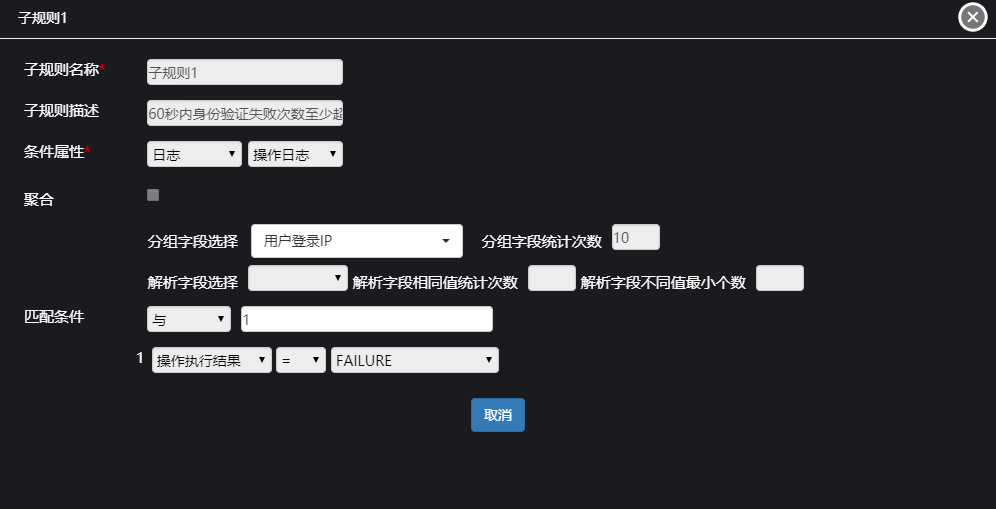 子规则1
子规则名称* 子规则1
子规则描述 60秒内身份验证失败次数至少
条件属性* 日志 操作日志
聚合
分组字段选择 用户登录IP 分组字段统计次数 10
解析字段选择 解析字段相同值统计次数 解析字段不同值最小个数
匹配条件 与 1
1 操作执行结果 = FAILURE
取消